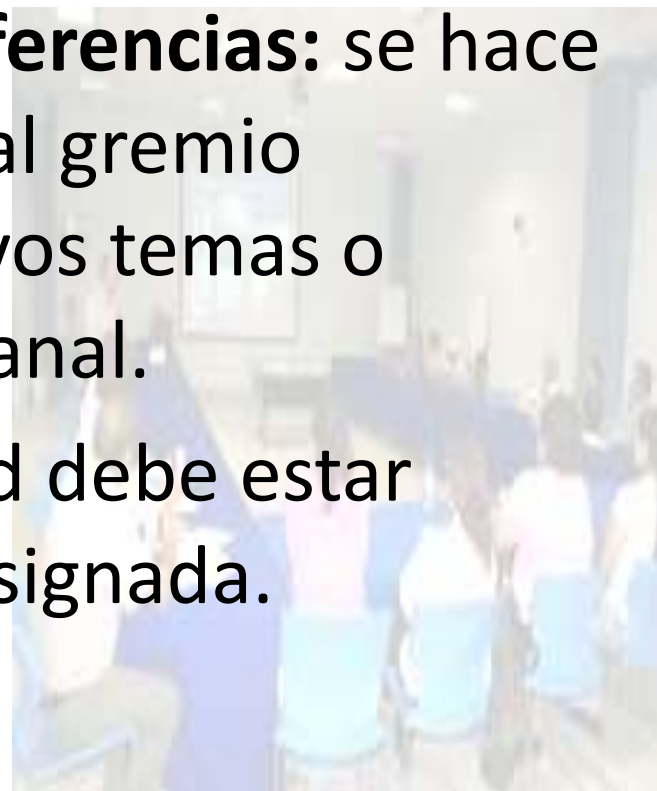 ferencias: se hace
al gremio
vos temas o
anal.
d debe estar
signada.